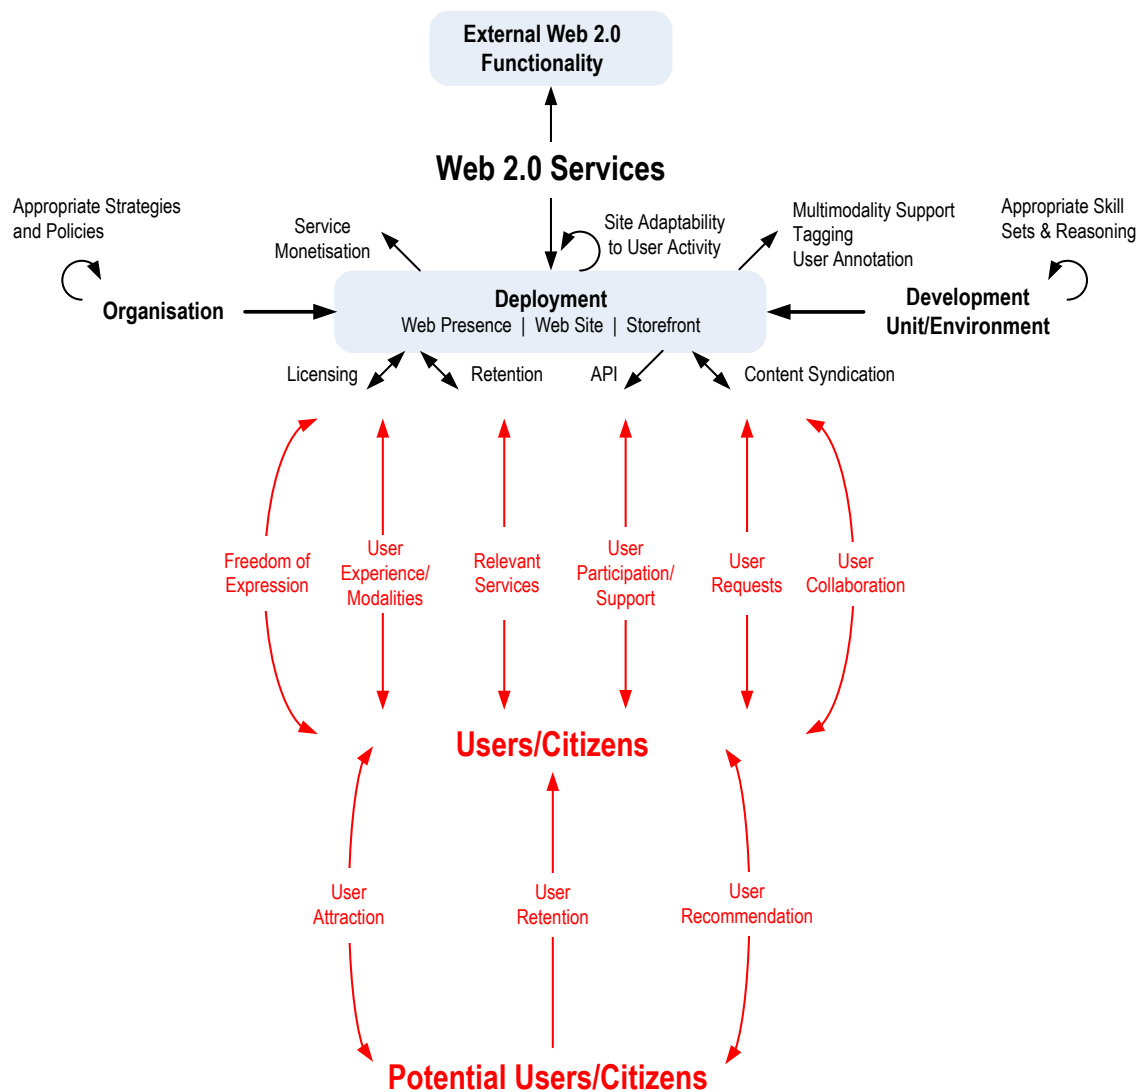 External Web 2.0
Functionality
Web 2.0 Services
Appropriate Strategies
and Policies
Service
Monetisation
Site Adaptability
to User Activity
Multimodality Support
Tagging
User Annotation
Appropriate Skill
Sets & Reasoning
Organisation
Deployment
Web Presence | Web Site | Storefront
Development
Unit/Environment
Licensing
Retention
API
Content Syndication
Freedom of
Expression
User
Experience/
Modalities
Relevant
Services
User
Participation/
Support
User
Requests
User
Collaboration
Users/Citizens
User
Attraction
User
Retention
User
Recommendation
Potential Users/Citizens